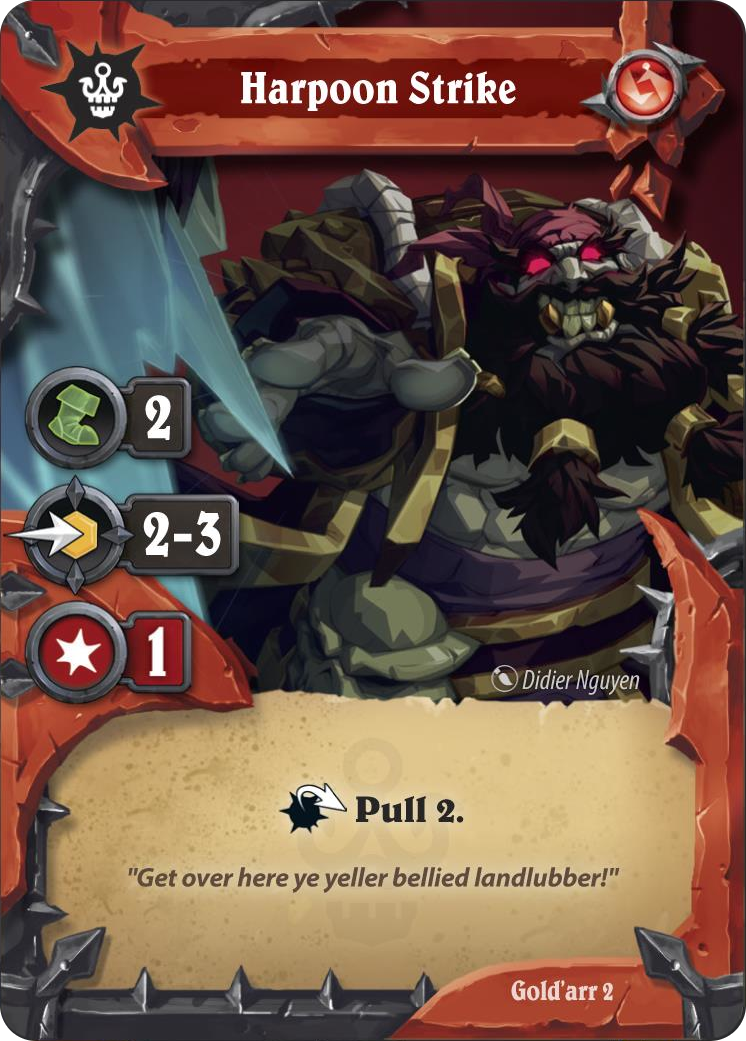 Harpoon Strike
2
2-3
1
Didier Nguyen
Pull 2.
"Get over here ye yeller bellied landlubber!"
Gold'arr 2